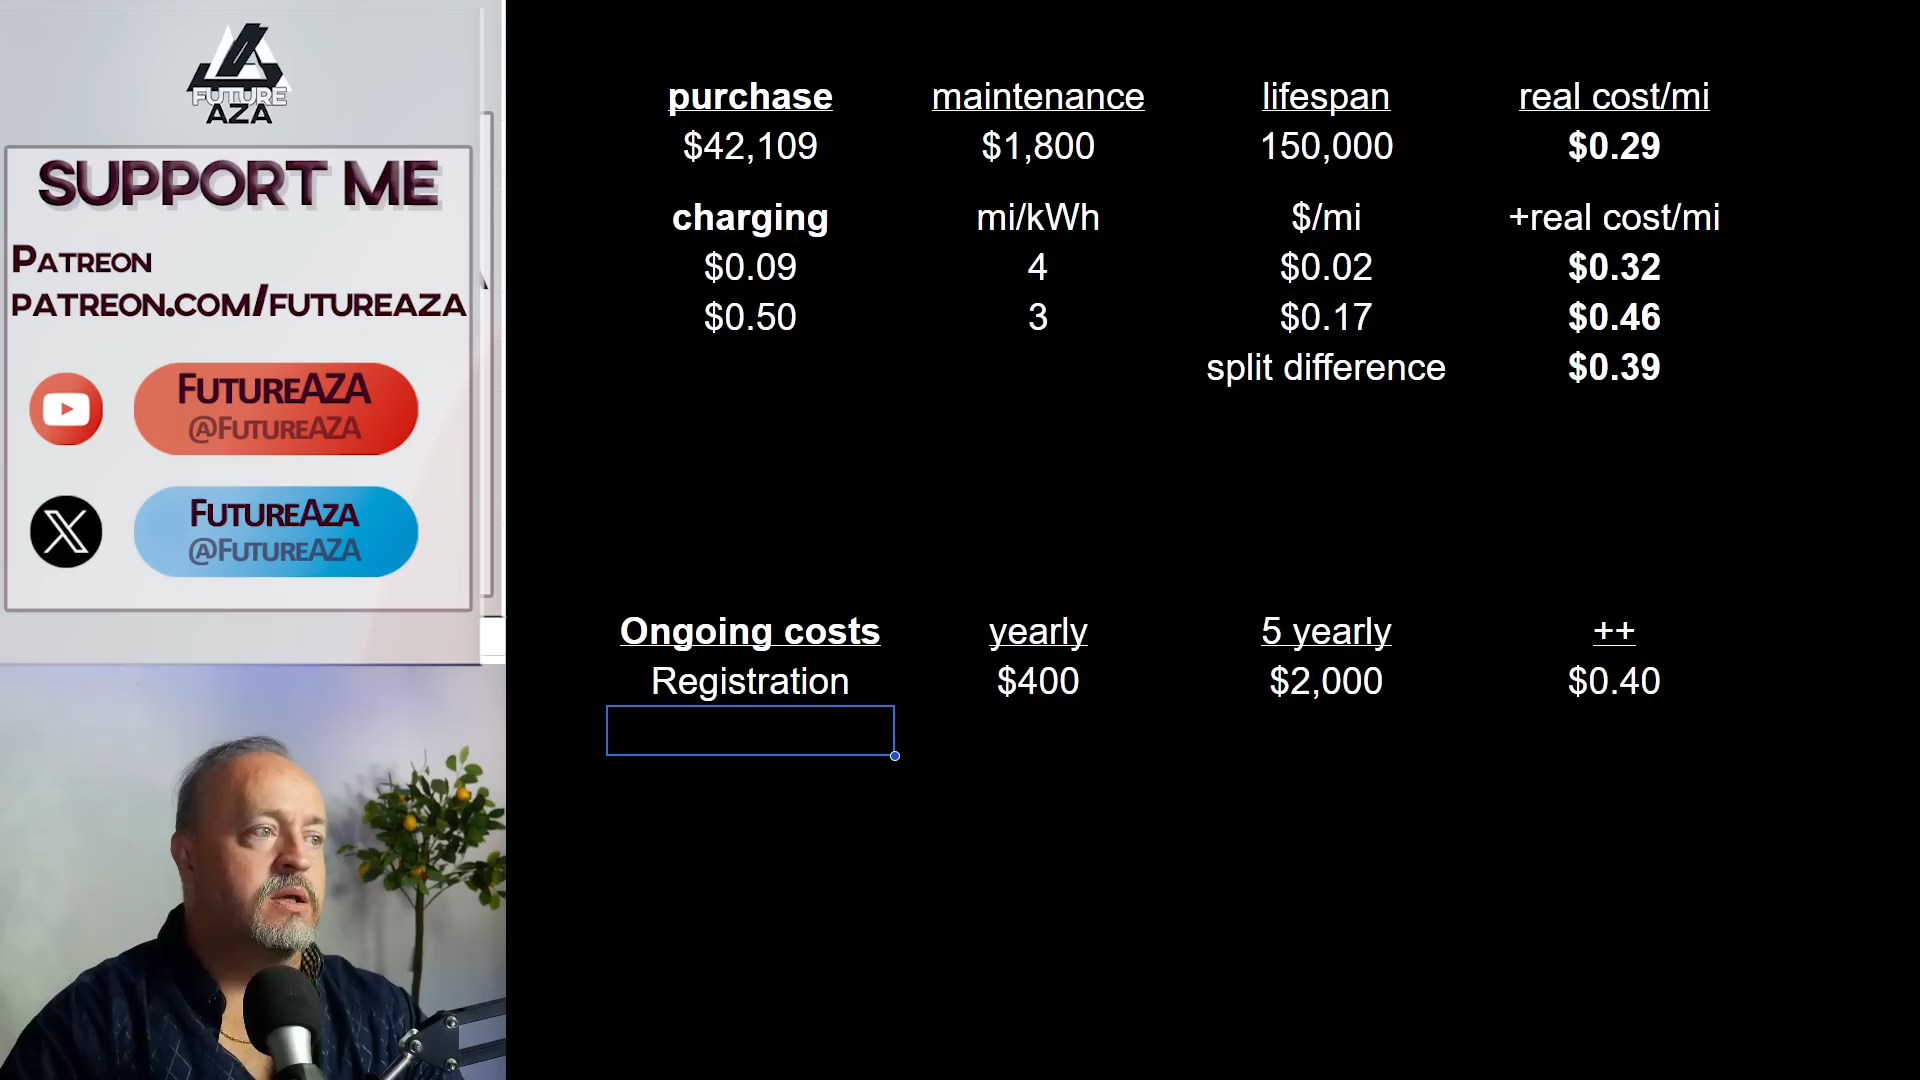 FUTURE
AZA
SUPPORT ME
PATREON
PATREON.COM/FUTUREAZA
FUTUREAZA
@FUTUREAZA
FUTUREAZA
@FUTUREAZA
purchase maintenance lifespan real cost/mi
$42,109 $1,800 150,000 $0.29
charging mi/kWh $/mi +real cost/mi
$0.09 4 $0.02 $0.32
$0.50 3 $0.17 $0.46
split difference $0.39
Ongoing costs yearly 5 yearly ++
Registration $400 $2,000 $0.40